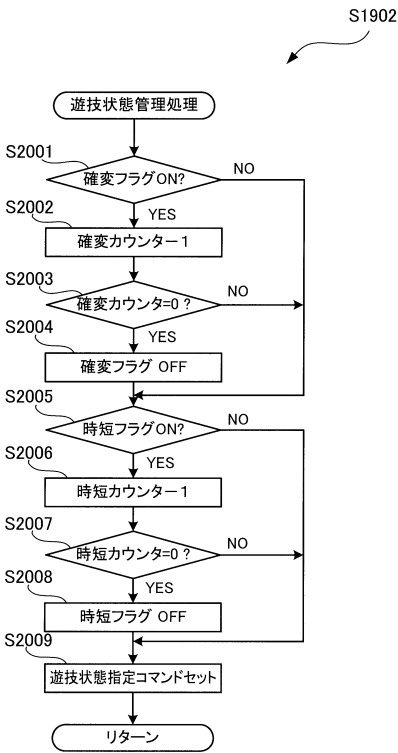 S1902
遊技状態管理処理
S2001
確変フラグON?
NO
YES
S2002
確変カウンター1
S2003
確変カウンタ=0 ?
NO
YES
S2004
確変フラグ OFF
S2005
時短フラグON?
NO
YES
S2006
時短カウンター1
S2007
時短カウンタ=0 ?
NO
YES
S2008
時短フラグ OFF
S2009
遊技状態指定コマンドセット
リターン